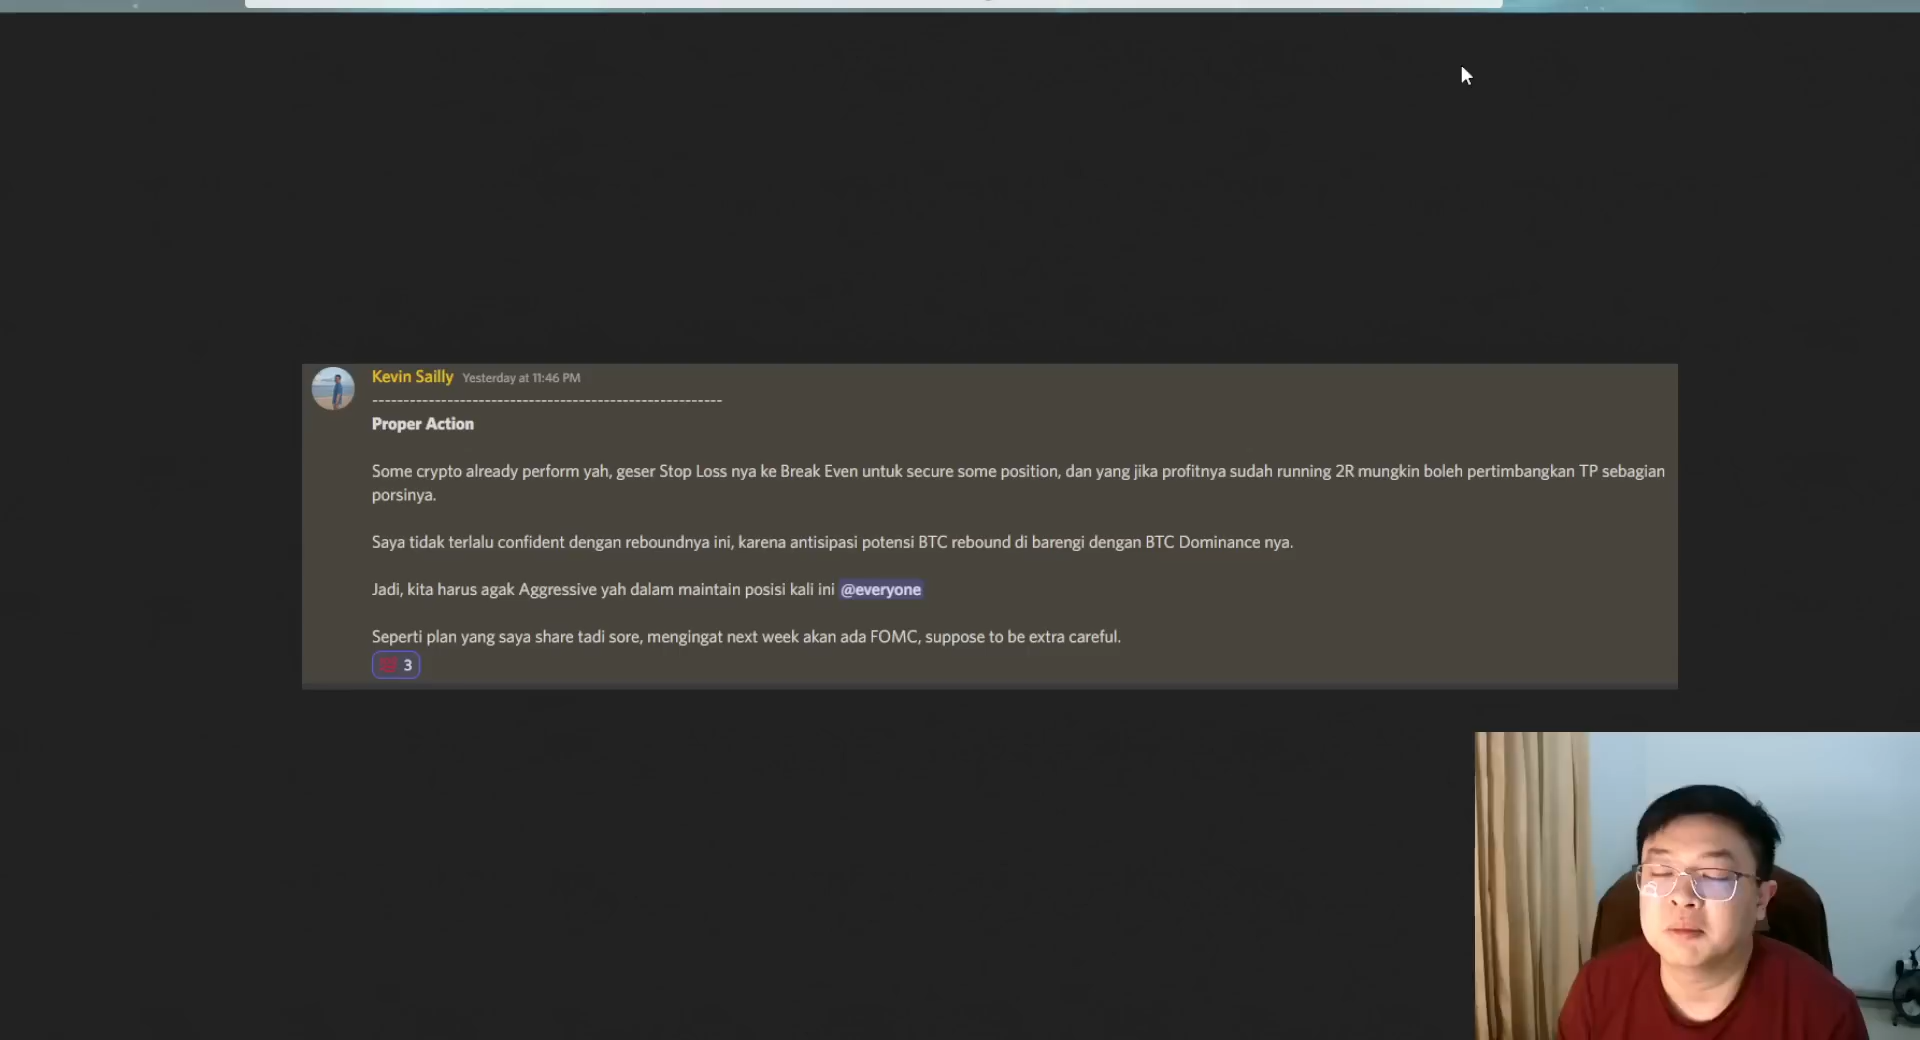 Kevin Sailly Yesterday at 11:46 PM
--------------------------------------------------------
Proper Action
Some crypto already perform yah, geser Stop Loss nya ke Break Even untuk secure some position, dan yang jika profitnya sudah running 2R mungkin boleh pertimbangkan TP sebagian
porsinya.
Saya tidak terlalu confident dengan reboundnya ini, karena antisipasi potensi BTC rebound di barengi dengan BTC Dominance nya.
Jadi, kita harus agak Aggressive yah dalam maintain posisi kali ini @everyone
Seperti plan yang saya share tadi sore, mengingat next week akan ada FOMC, suppose to be extra careful.
3